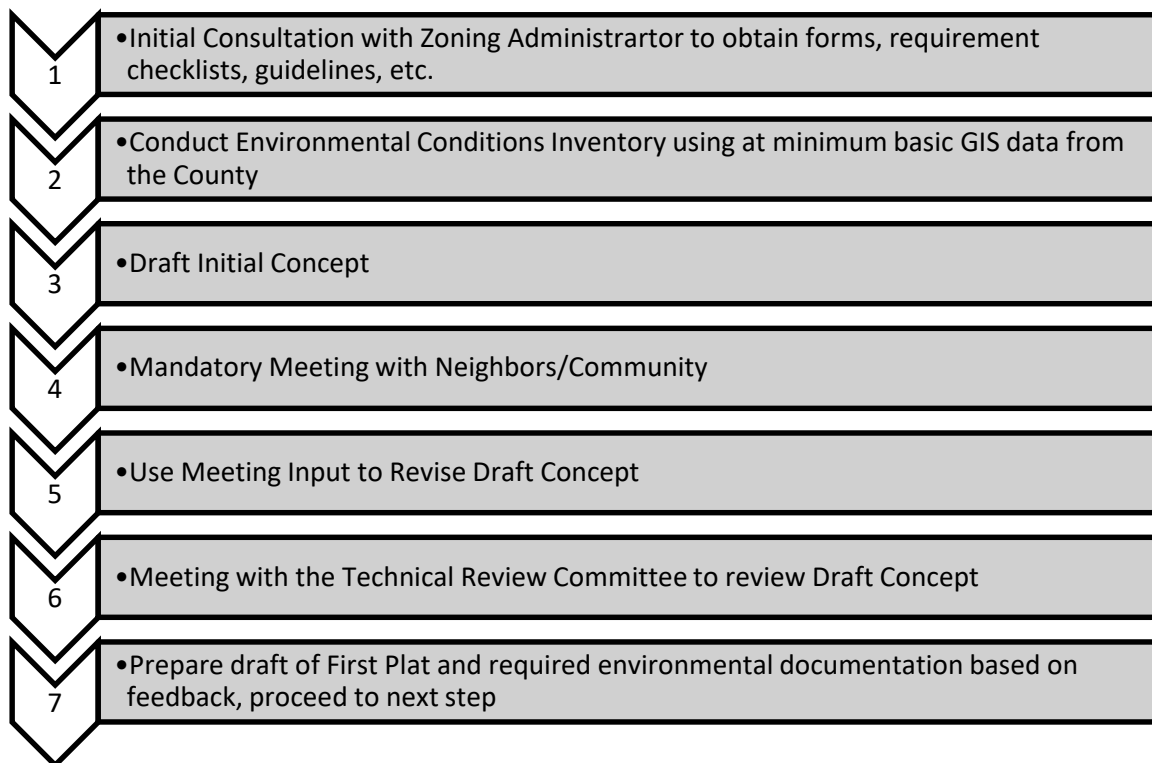 1
•Initial Consultation with Zoning Administrartor to obtain forms, requirement
checklists, guidelines, etc.
2
•Conduct Environmental Conditions Inventory using at minimum basic GIS data from
the County
3
•Draft Initial Concept
4
•Mandatory Meeting with Neighbors/Community
5
•Use Meeting Input to Revise Draft Concept
6
•Meeting with the Technical Review Committee to review Draft Concept
7
•Prepare draft of First Plat and required environmental documentation based on
feedback, proceed to next step